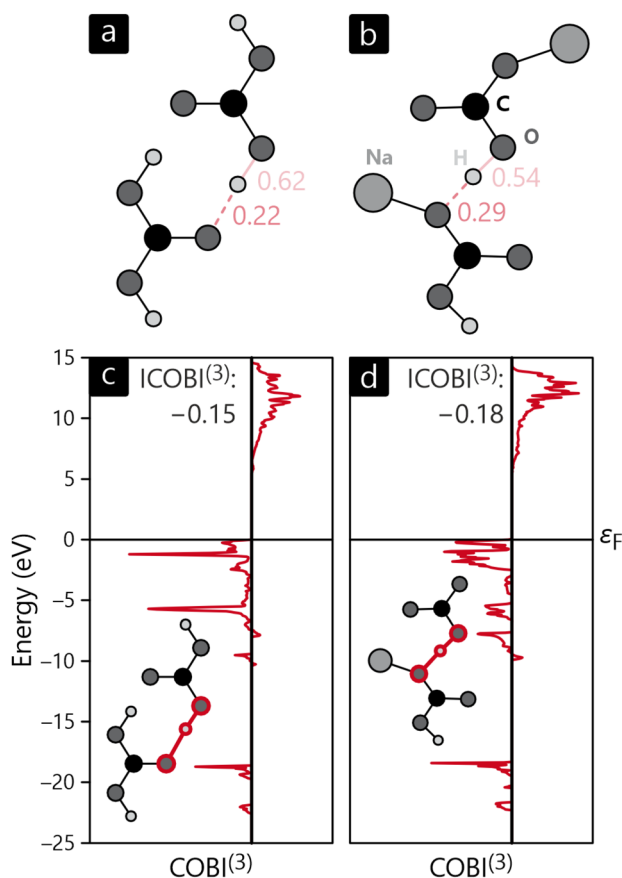 a
0.62
0.22
b
C
O
H
Na
0.54
0.29
c
ICOBI(3):
−0.15
d
ICOBI(3):
−0.18
15
10
5
0
−5
−10
−15
−20
−25
Energy (eV)
εF
COBI(3)
COBI(3)